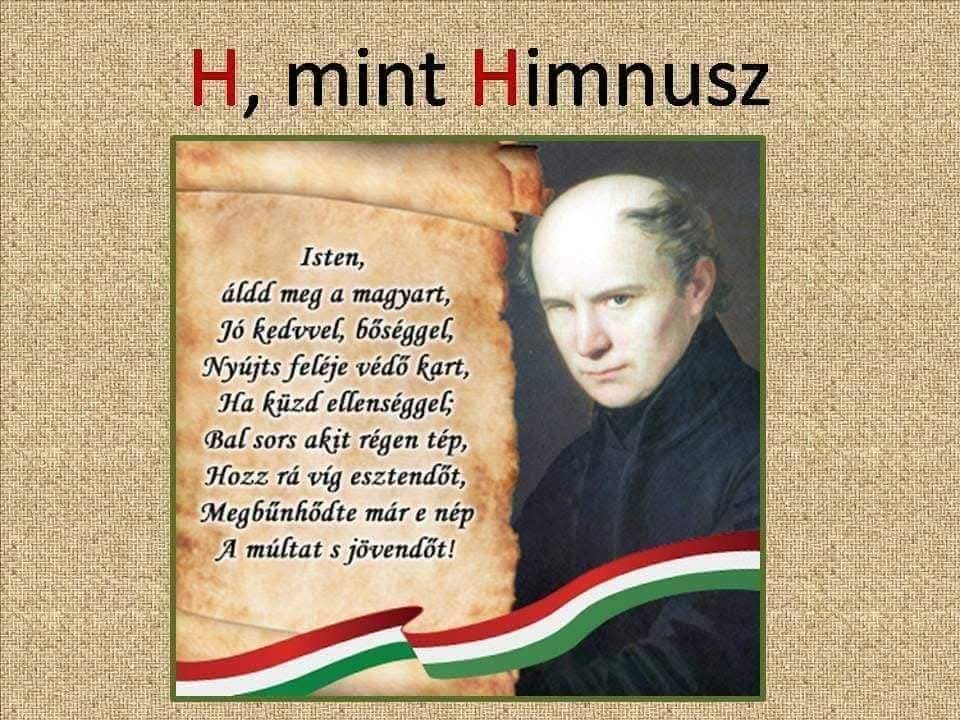 H, mint Himnusz
Isten,
áldd meg a magyart,
Jó kedvvel, bőséggel,
Nyújts feléje védő kart,
Ha küzd ellenséggel;
Bal sors akit régen tép,
Hozz rá víg esztendőt,
Megbűnhődte már e nép
A múltat s jövendőt!